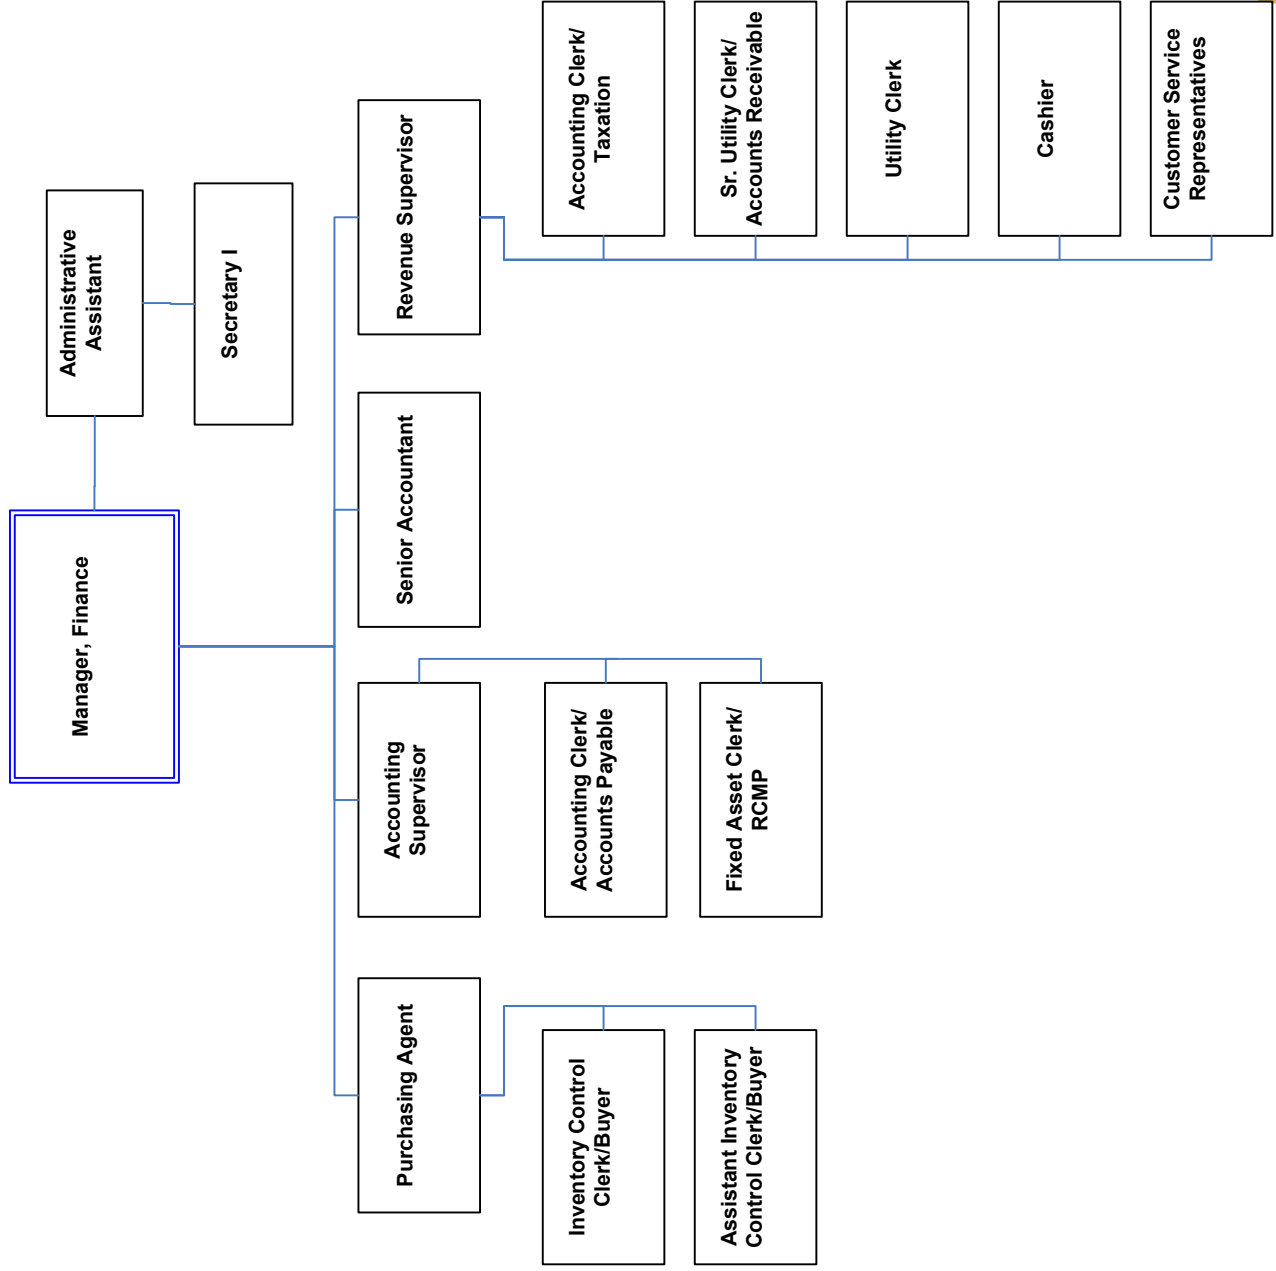 Manager, Finance
Administrative
Assistant
Secretary I
Purchasing Agent
Accounting
Supervisor
Senior Accountant
Revenue Supervisor
Inventory Control
Clerk/Buyer
Assistant Inventory
Control Clerk/Buyer
Accounting Clerk/
Accounts Payable
Fixed Asset Clerk/
RCMP
Accounting Clerk/
Taxation
Sr. Utility Clerk/
Accounts Receivable
Utility Clerk
Cashier
Customer Service
Representatives